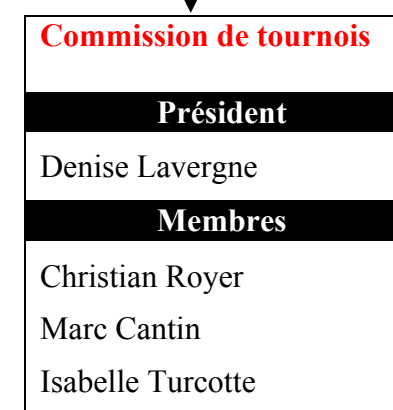 Commission de tournois
Président
Denise Lavergne
Membres
Christian Royer
Marc Cantin
Isabelle Turcotte